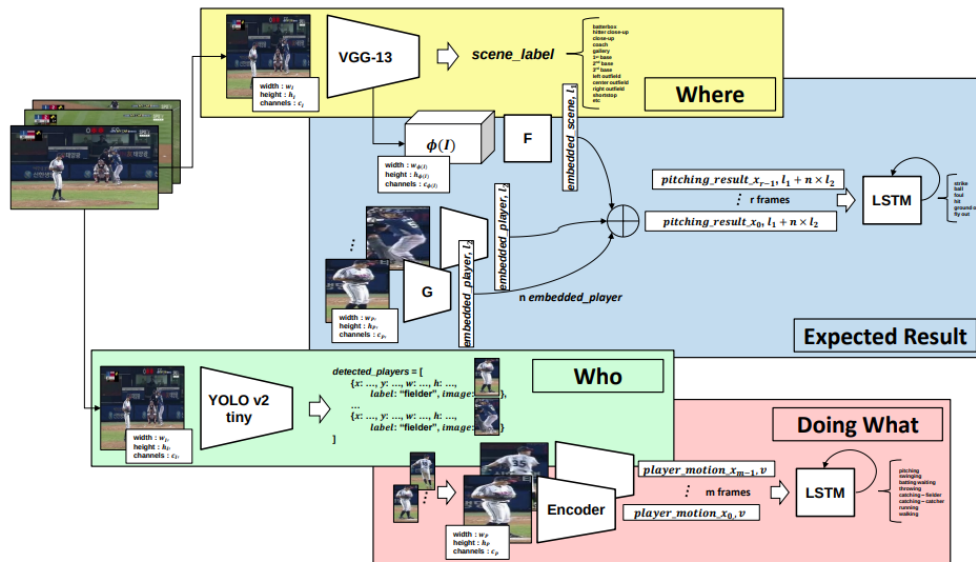 VGG-13
scene_label
batterbox
hitter close-up
close-up
coach
gallery
1st base
2nd base
3rd base
left outfield
center outfield
right outfield
shortstop
etc
width : w_I
height : h_I
channels : c_I
Where
ϕ(I)
F
width : w_ϕ(I)
height : h_ϕ(I)
channels : c_ϕ(I)
embedded_scene, l_1
pitching_result_x_{r−1}, l_1 + n × l_2
⋮ r frames
pitching_result_x_0, l_1 + n × l_2
LSTM
strike
ball
foul
hit
ground o
fly out
embedded_player, l_2
embedded_player, l_2
G
n embedded_player
width : w_P,
height : h_P,
channels : c_P,
Expected Result
YOLO v2
tiny
width : w_I,
height : h_I,
channels : c_I,
detected_players = [
{x: ..., y: ..., w: ..., h: ...,
label: "fielder", image: },
...
{x: ..., y: ..., w: ..., h: ...,
label: "fielder", image: }
]
Who
Doing What
35
Encoder
width : w_P
height : h_P
channels : c_P
player_motion_x_{m−1}, v
⋮ m frames
player_motion_x_0, v
LSTM
pitching
swinging
batting waiting
throwing
catching – fielder
catching – catcher
running
walking